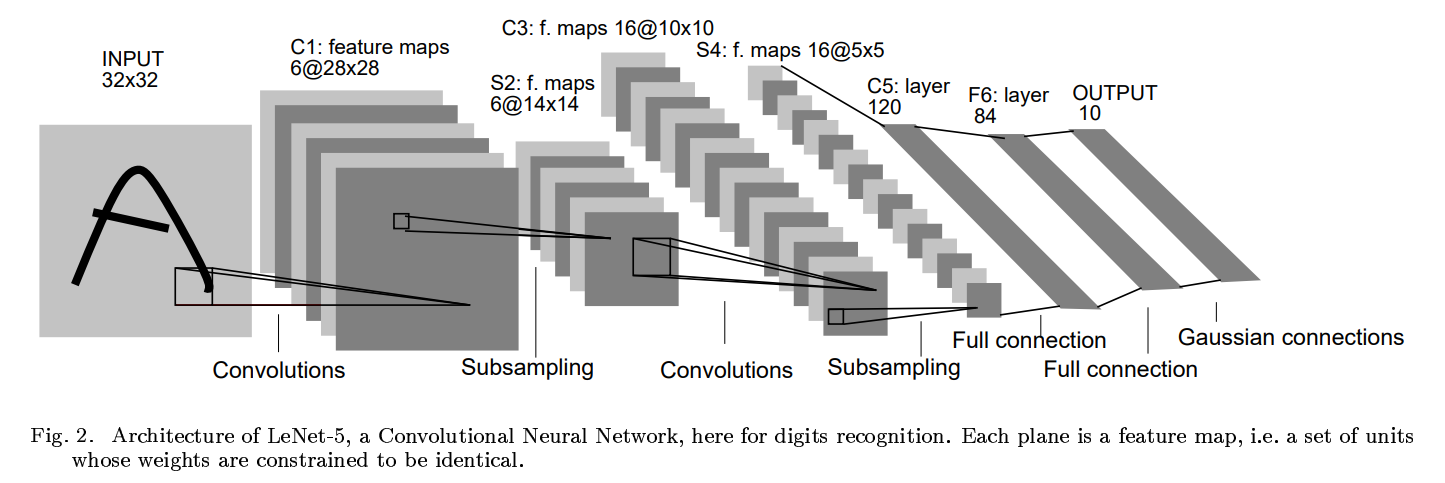 INPUT
32x32
C1: feature maps
6@28x28
S2: f. maps
6@14x14
C3: f. maps 16@10x10
S4: f. maps 16@5x5
C5: layer
120
F6: layer
84
OUTPUT
10
Convolutions
Subsampling
Convolutions
Subsampling
Full connection
Full connection
Gaussian connections
Fig. 2. Architecture of LeNet-5, a Convolutional Neural Network, here for digits recognition. Each plane is a feature map, i.e. a set of units
whose weights are constrained to be identical.